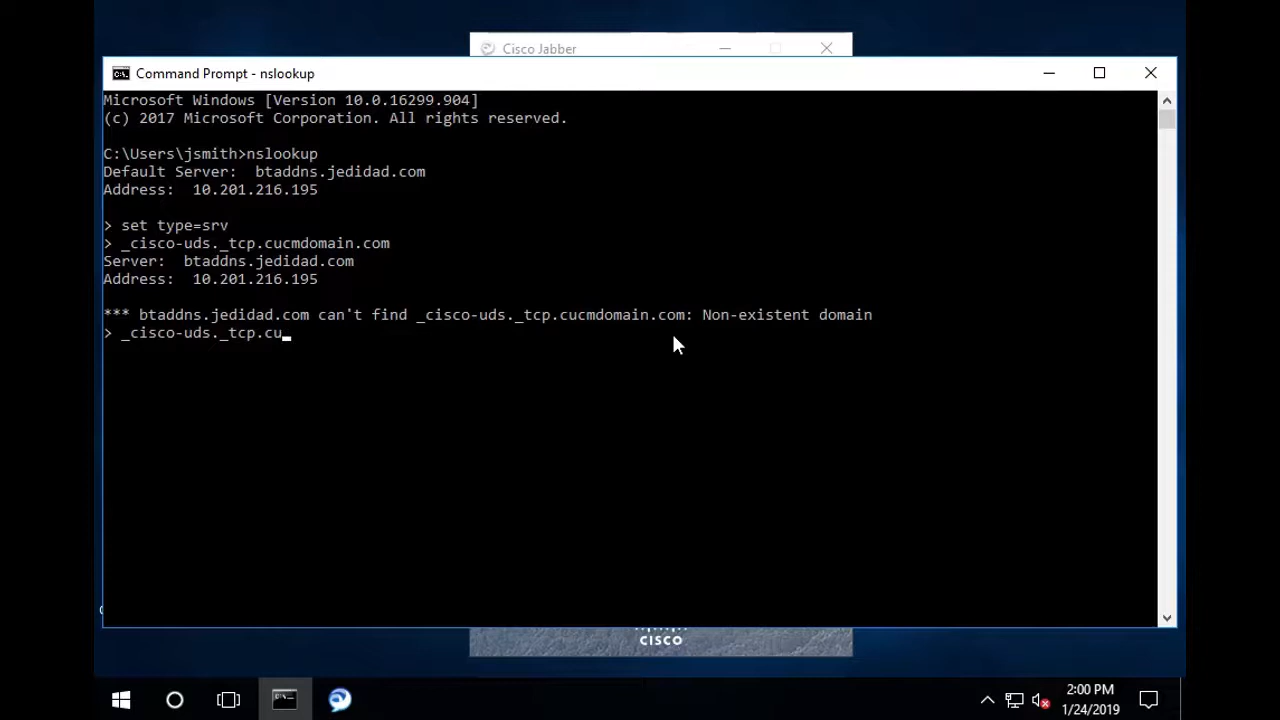 Cisco Jabber
Command Prompt - nslookup
Microsoft Windows [Version 10.0.16299.904]
(c) 2017 Microsoft Corporation. All rights reserved.
C:\Users\jsmith>nslookup
Default Server:  btaddns.jedidad.com
Address:  10.201.216.195
> set type=srv
> _cisco-uds._tcp.cucmdomain.com
Server:  btaddns.jedidad.com
Address:  10.201.216.195
*** btaddns.jedidad.com can't find _cisco-uds._tcp.cucmdomain.com: Non-existent domain
> _cisco-uds._tcp.cu
CISCO
2:00 PM
1/24/2019